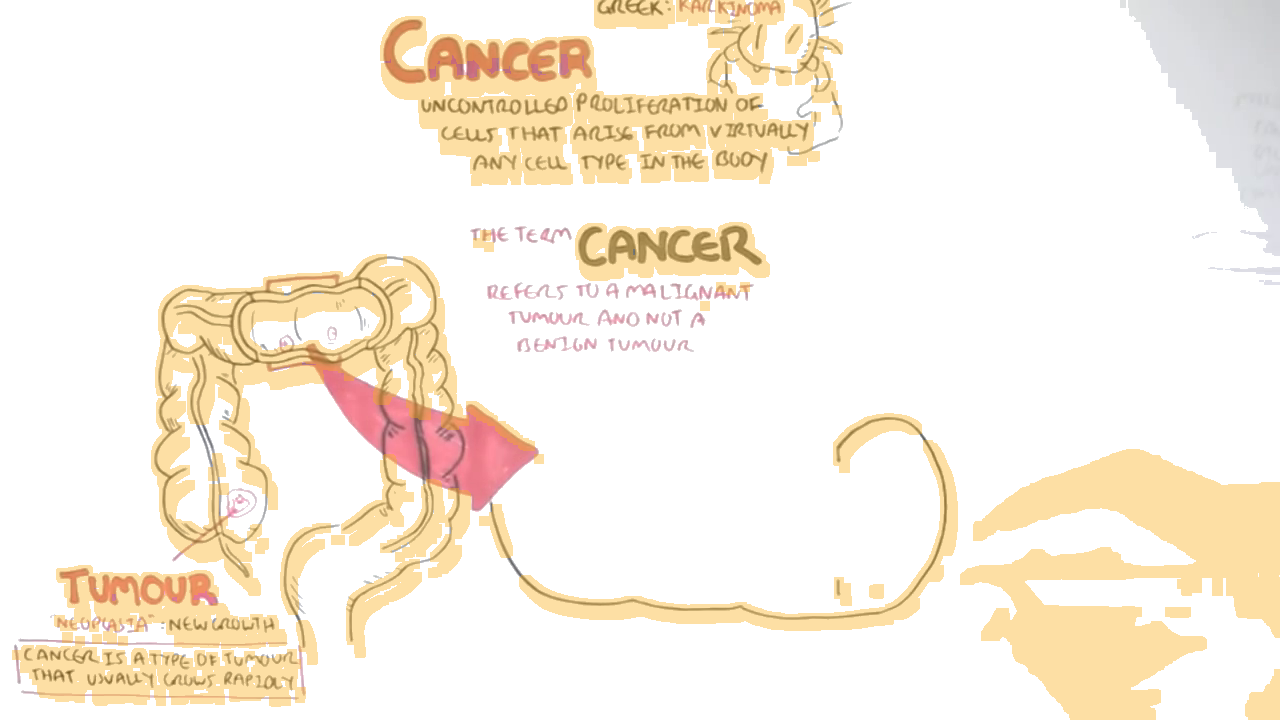 GREEK: KARKINOMA
CANCER
UNCONTROLLED PROLIFERATION OF
CELLS THAT ARISE FROM VIRTUALLY
ANY CELL TYPE IN THE BODY
THE TERM CANCER
REFERS TO A MALIGNANT
TUMOUR AND NOT A
BENIGN TUMOUR
TUMOUR
"NEOPLASIA": NEW GROWTH
CANCER IS A TYPE OF TUMOUR
THAT USUALLY GROWS RAPIDLY